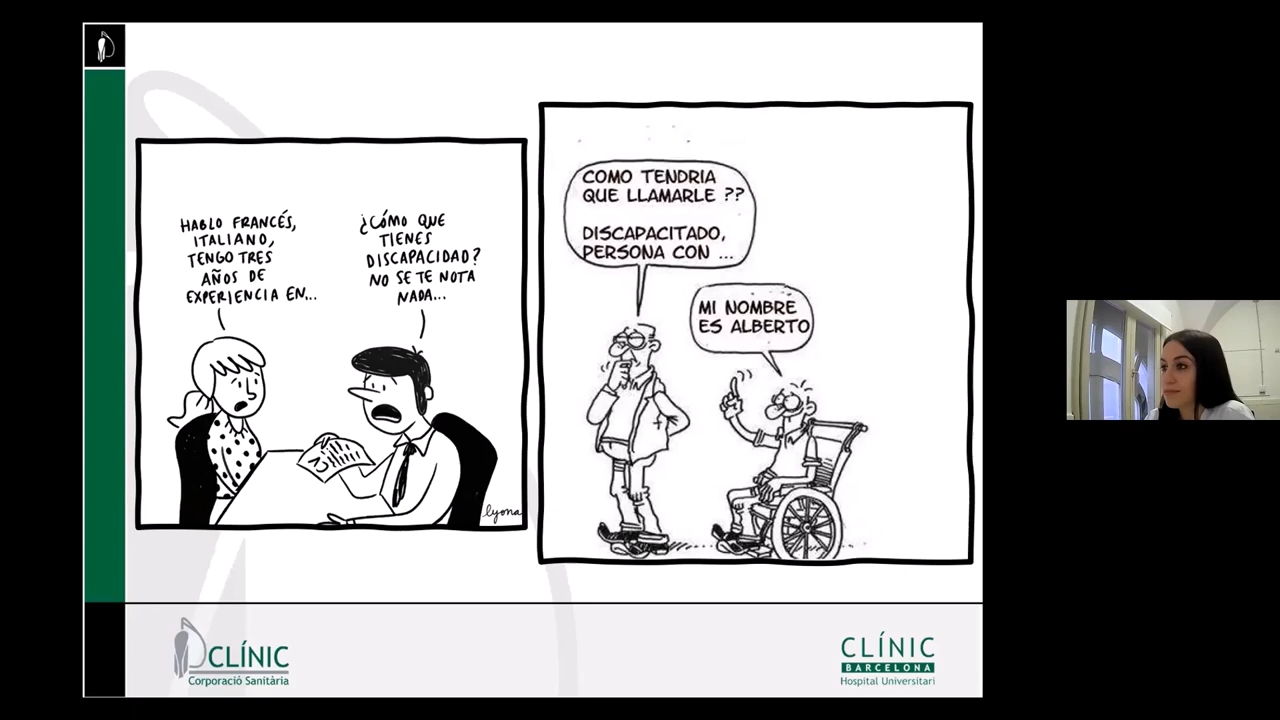 HABLO FRANCÉS,
ITALIANO,
TENGO TRES
AÑOS DE
EXPERIENCIA EN...
¿CÓMO QUE
TIENES
DISCAPACIDAD?
NO SE TE NOTA
NADA...
lyona
COMO TENDRIA
QUE LLAMARLE ??
DISCAPACITADO,
PERSONA CON ...
MI NOMBRE
ES ALBERTO
CLÍNIC
Corporació Sanitària
CLÍNIC
BARCELONA
Hospital Universitari